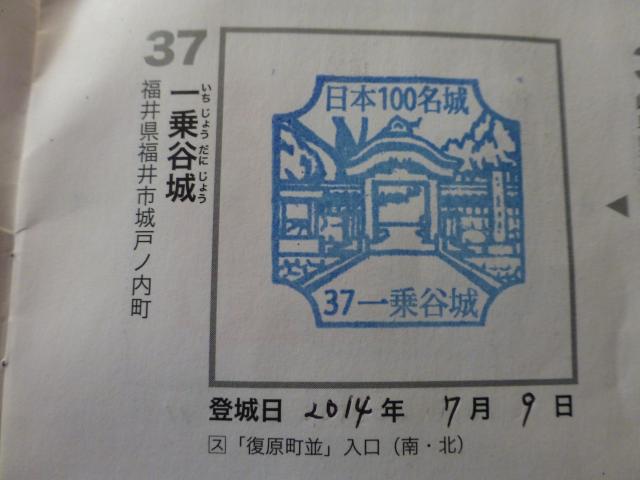 37
一乗谷城
いちじょうだにじょう
福井県福井市城戸ノ内町
日本100名城
37一乗谷城
登城日 2014年 7月 9日
ス「復原町並」入口（南・北）